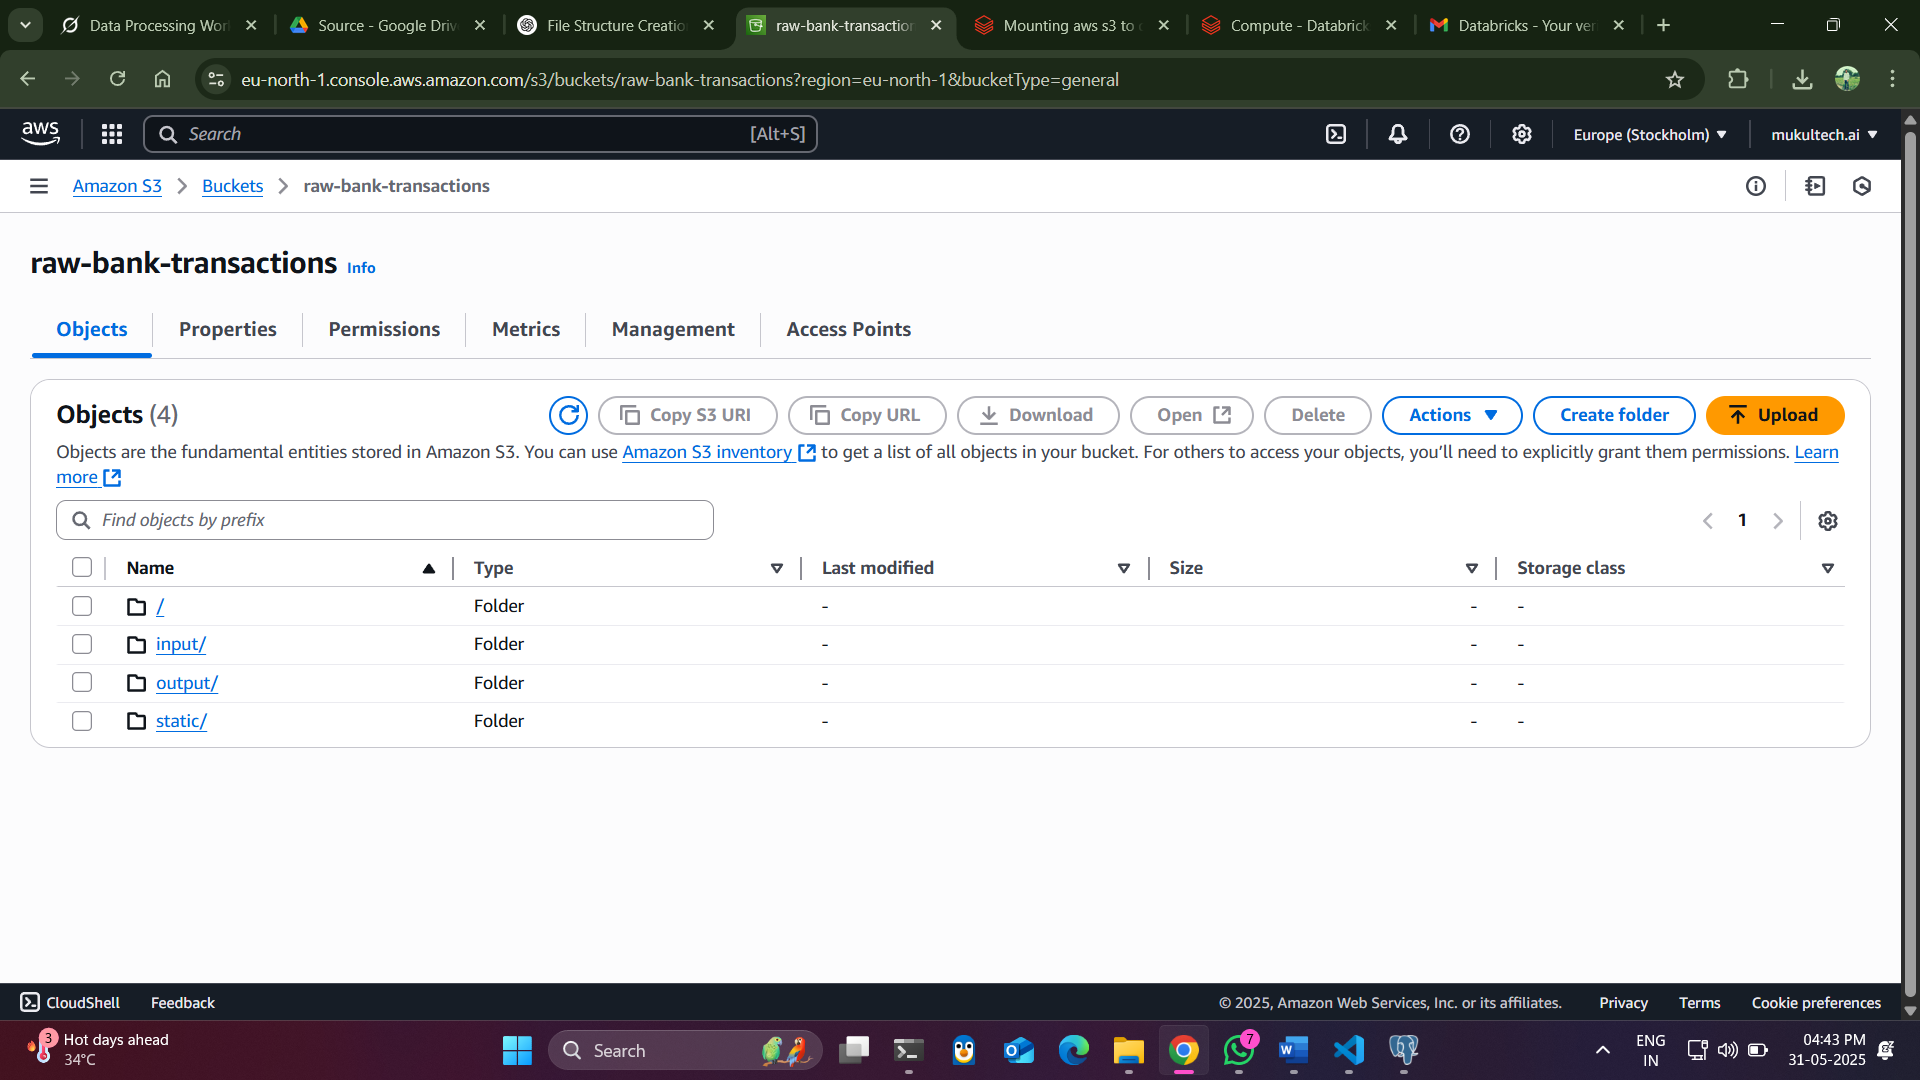 Data Processing Wor
Source - Google Driv
File Structure Creatio
raw-bank-transaction
Mounting aws s3 to
Compute - Databrick
Databricks - Your ver
eu-north-1.console.aws.amazon.com/s3/buckets/raw-bank-transactions?region=eu-north-1&bucketType=general
aws
Search
[Alt+S]
Europe (Stockholm)
mukultech.ai
Amazon S3
Buckets
raw-bank-transactions
raw-bank-transactions Info
Objects
Properties
Permissions
Metrics
Management
Access Points
Objects (4)
Copy S3 URI
Copy URL
Download
Open
Delete
Actions
Create folder
Upload
Objects are the fundamental entities stored in Amazon S3. You can use Amazon S3 inventory to get a list of all objects in your bucket. For others to access your objects, you'll need to explicitly grant them permissions. Learn
more
Find objects by prefix
1
Name Type Last modified Size Storage class
/ Folder - - -
input/ Folder - - -
output/ Folder - - -
static/ Folder - - -
CloudShell
Feedback
© 2025, Amazon Web Services, Inc. or its affiliates.
Privacy
Terms
Cookie preferences
3
Hot days ahead
34°C
Search
7
W
ENG
IN
04:43 PM
31-05-2025